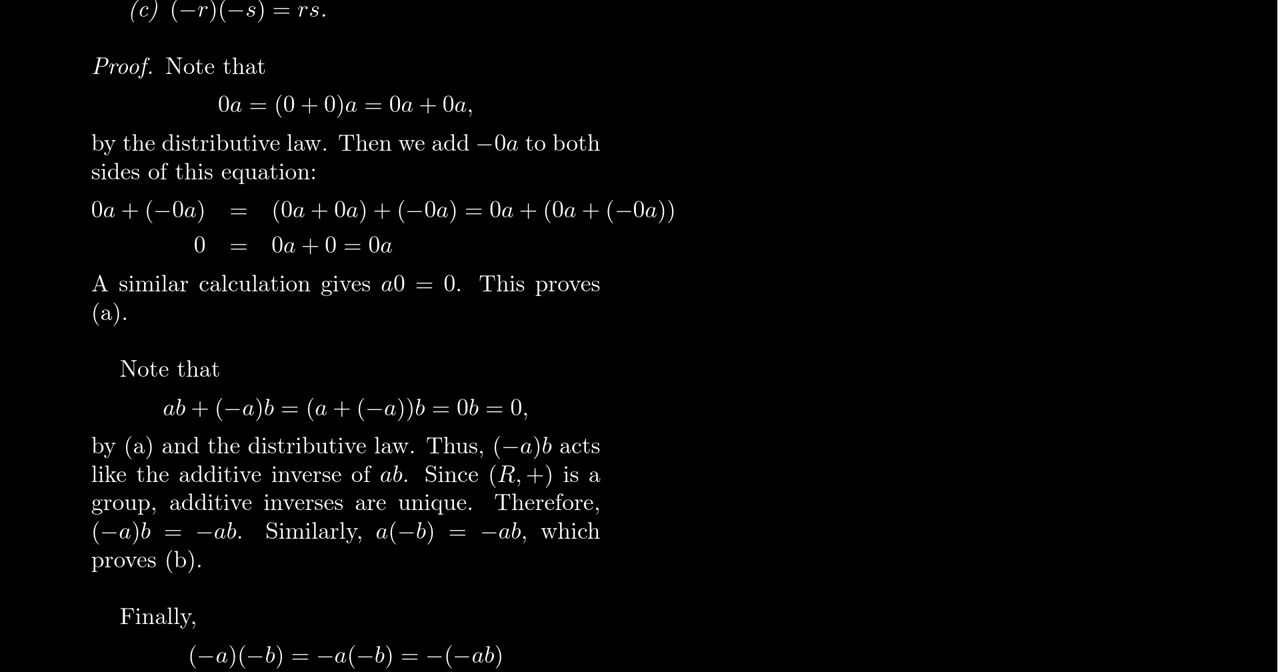 (c) (−r)(−s) = rs.
Proof. Note that
0a = (0 + 0)a = 0a + 0a,
by the distributive law. Then we add −0a to both
sides of this equation:
0a + (−0a) = (0a + 0a) + (−0a) = 0a + (0a + (−0a))
0 = 0a + 0 = 0a
A similar calculation gives a0 = 0. This proves
(a).
Note that
ab + (−a)b = (a + (−a))b = 0b = 0,
by (a) and the distributive law. Thus, (−a)b acts
like the additive inverse of ab. Since (R, +) is a
group, additive inverses are unique. Therefore,
(−a)b = −ab. Similarly, a(−b) = −ab, which
proves (b).
Finally,
(−a)(−b) = −a(−b) = −(−ab)